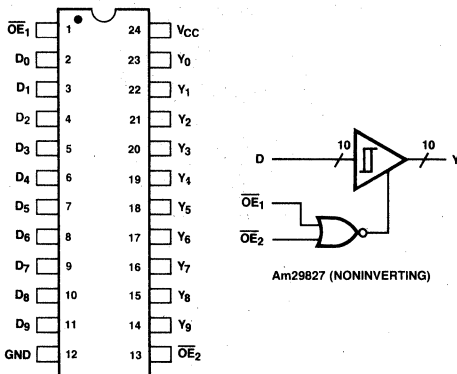 OE1 1 24 VCC
D0 2 23 Y0
D1 3 22 Y1
D2 4 21 Y2
D3 5 20 Y3
D4 6 19 Y4
D5 7 18 Y5
D6 8 17 Y6
D7 9 16 Y7
D8 10 15 Y8
D9 11 14 Y9
GND 12 13 OE2
10 10
D Y
OE1
OE2
Am29827 (NONINVERTING)